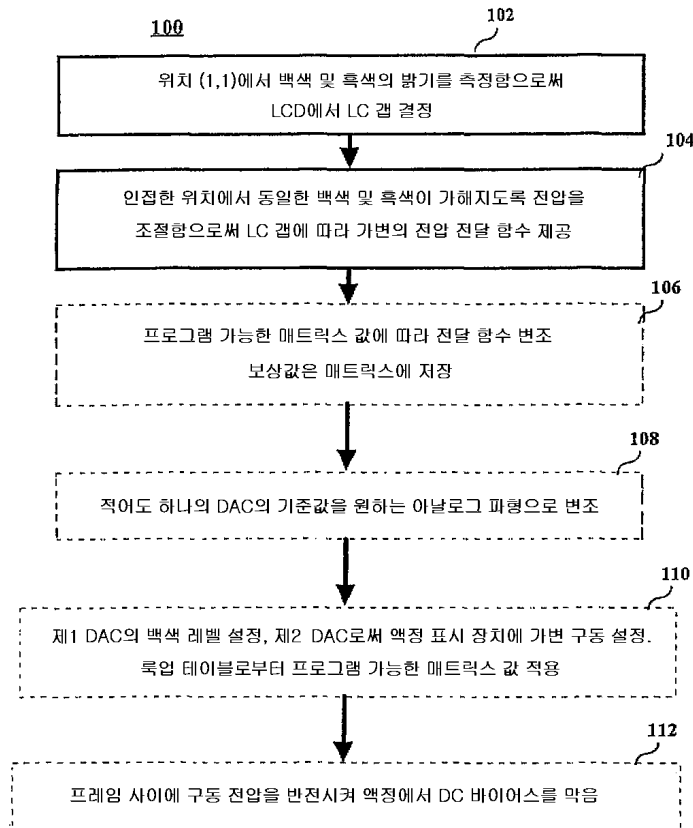 100
102
위치 (1,1)에서 백색 및 흑색의 밝기를 측정함으로써
LCD에서 LC 갭 결정
104
인접한 위치에서 동일한 백색 및 흑색이 가해지도록 전압을
조절함으로써 LC 갭에 따라 가변의 전압 전달 함수 제공
106
프로그램 가능한 매트릭스 값에 따라 전달 함수 변조
보상값은 매트릭스에 저장
108
적어도 하나의 DAC의 기준값을 원하는 아날로그 파형으로 변조
110
제1 DAC의 백색 레벨 설정, 제2 DAC로써 액정 표시 장치에 가변 구동 설정.
룩업 테이블로부터 프로그램 가능한 매트릭스 값 적용
112
프레임 사이에 구동 전압을 반전시켜 액정에서 DC 바이어스를 막음